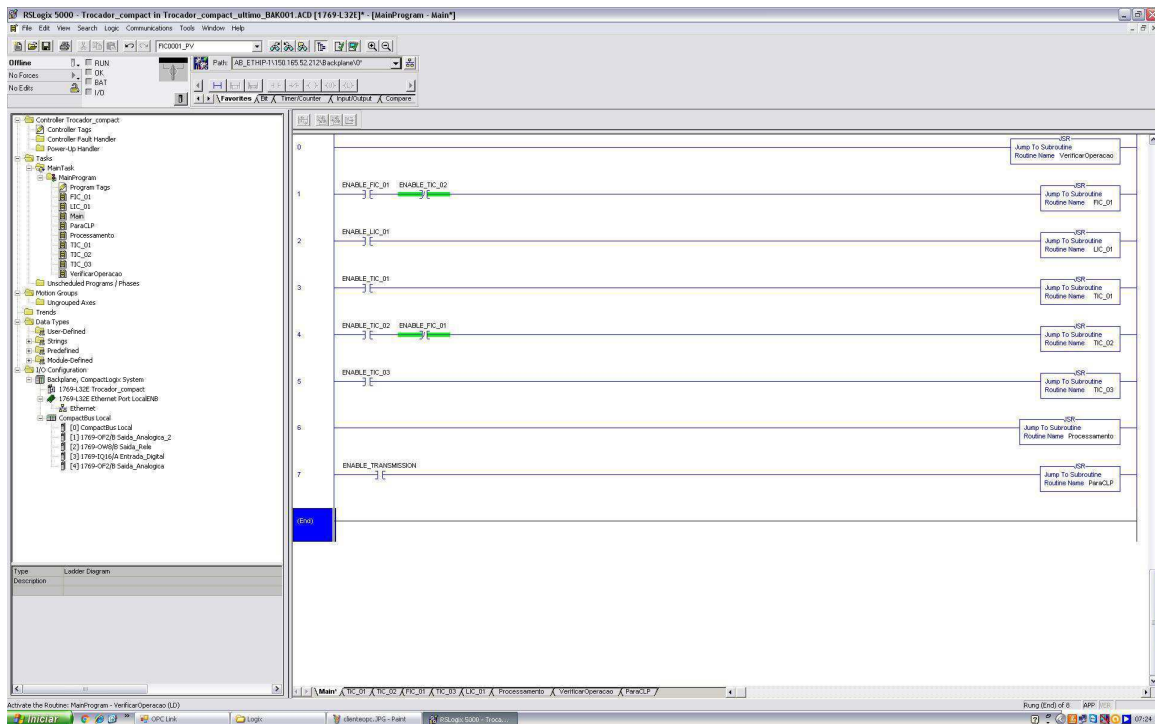 RSLogix 5000 - Trocador_compact in Trocador_compact_ultimo_BAK001.ACD [1769-L32E]* - [MainProgram - Main*]
File Edit View Search Logic Communications Tools Window Help
FIC0001_PV
Offline
RUN
Path: AB_ETHIP-1\150.165.52.212\Backplane\0*
No Forces
OK
No Edits
BAT
I/O
Favorites Bit Timer/Counter Input/Output Compare
Controller Trocador_compact
Controller Tags
Controller Fault Handler
Power-Up Handler
Tasks
MainTask
MainProgram
Program Tags
FIC_01
LIC_01
Main
ParaCLP
Processamento
TIC_01
TIC_02
TIC_03
VerificarOperacao
Unscheduled Programs / Phases
Motion Groups
Ungrouped Axes
Trends
Data Types
User-Defined
Strings
Predefined
Module-Defined
I/O Configuration
Backplane, CompactLogix System
1769-L32E Trocador_compact
1769-L32E Ethernet Port LocalENB
Ethernet
CompactBus Local
[0] CompactBus Local
[1] 1769-OF2/B Saida_Analogica_2
[2] 1769-OW8/B Saida_Rele
[3] 1769-IQ16/A Entrada_Digital
[4] 1769-OF2/B Saida_Analogica
Type Ladder Diagram
Description
0
JSR
Jump To Subroutine
Routine Name VerificarOperacao
1
ENABLE_FIC_01 ENABLE_TIC_02
JSR
Jump To Subroutine
Routine Name FIC_01
2
ENABLE_LIC_01
JSR
Jump To Subroutine
Routine Name LIC_01
3
ENABLE_TIC_01
JSR
Jump To Subroutine
Routine Name TIC_01
4
ENABLE_TIC_02 ENABLE_FIC_01
JSR
Jump To Subroutine
Routine Name TIC_02
5
ENABLE_TIC_03
JSR
Jump To Subroutine
Routine Name TIC_03
6
JSR
Jump To Subroutine
Routine Name Processamento
7
ENABLE_TRANSMISSION
JSR
Jump To Subroutine
Routine Name ParaCLP
(End)
Main* TIC_01 TIC_02 FIC_01 TIC_03 LIC_01 Processamento VerificarOperacao ParaCLP
Activate the Routine: MainProgram - VerificarOperacao (LD)
Rung (End) of 8 APP VER
Iniciar
OPC Link
Logix
clienteopc.JPG - Paint
RSLogix 5000 - Troca...
07:24